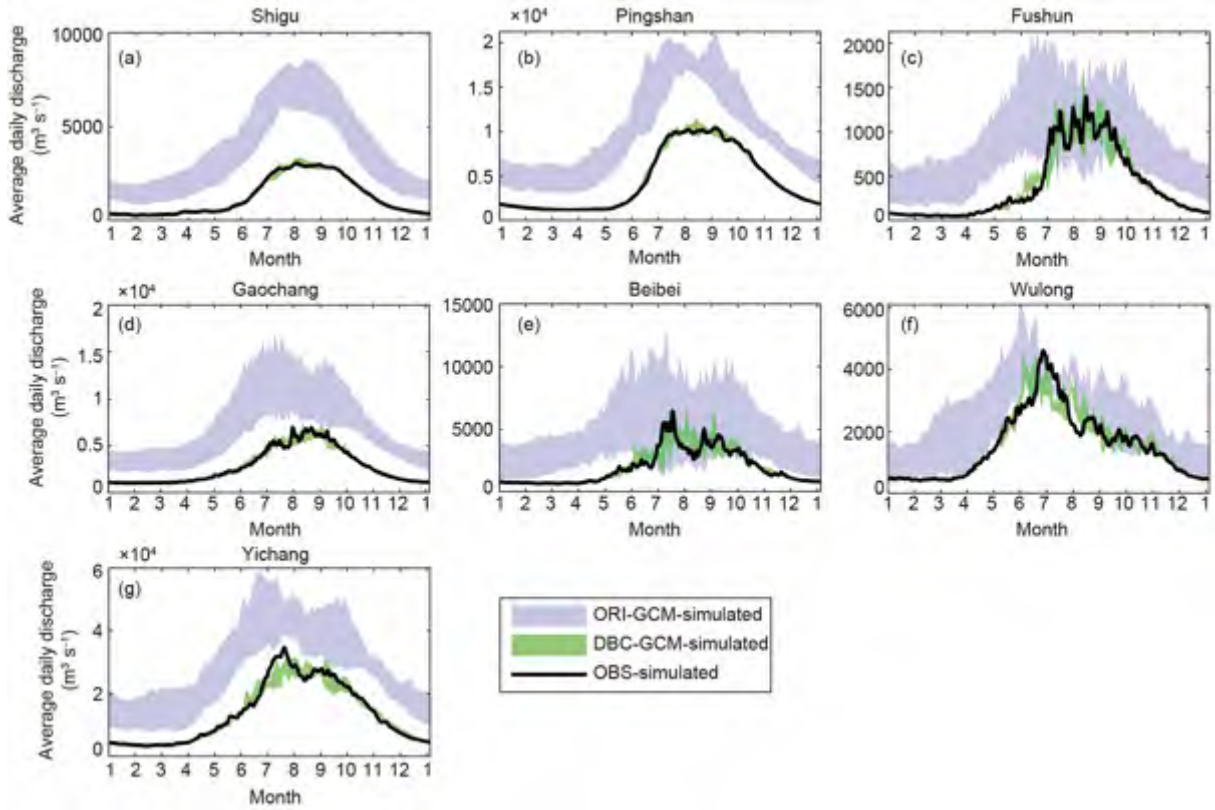 Shigu
Average daily discharge
(m³ s⁻¹)
10000
5000
0
(a)
1 2 3 4 5 6 7 8 9 10 11 12 1
Month
Pingshan
×10⁴
2
1.5
1
0.5
0
(b)
1 2 3 4 5 6 7 8 9 10 11 12 1
Month
Fushun
2000
1500
1000
500
0
(c)
1 2 3 4 5 6 7 8 9 10 11 12 1
Month
Gaochang
×10⁴
Average daily discharge
(m³ s⁻¹)
2
1.5
1
0.5
0
(d)
1 2 3 4 5 6 7 8 9 10 11 12 1
Month
Beibei
15000
10000
5000
0
(e)
1 2 3 4 5 6 7 8 9 10 11 12 1
Month
Wulong
6000
4000
2000
0
(f)
1 2 3 4 5 6 7 8 9 10 11 12 1
Month
Yichang
×10⁴
Average daily discharge
(m³ s⁻¹)
6
4
2
0
(g)
1 2 3 4 5 6 7 8 9 10 11 12 1
Month
ORI-GCM-simulated
DBC-GCM-simulated
OBS-simulated